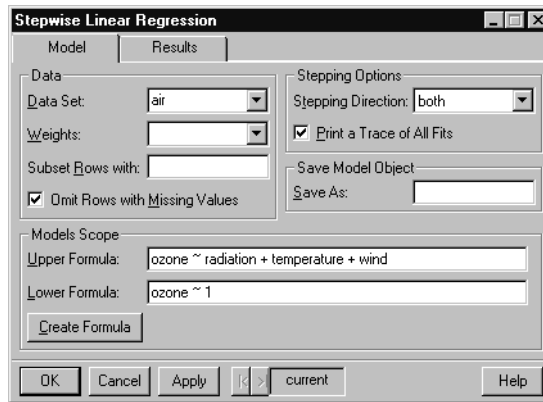 Stepwise Linear Regression
Model Results
Data
Data Set: air
Weights:
Subset Rows with:
Omit Rows with Missing Values
Stepping Options
Stepping Direction: both
Print a Trace of All Fits
Save Model Object
Save As:
Models Scope
Upper Formula: ozone ~ radiation + temperature + wind
Lower Formula: ozone ~ 1
Create Formula
OK Cancel Apply current Help